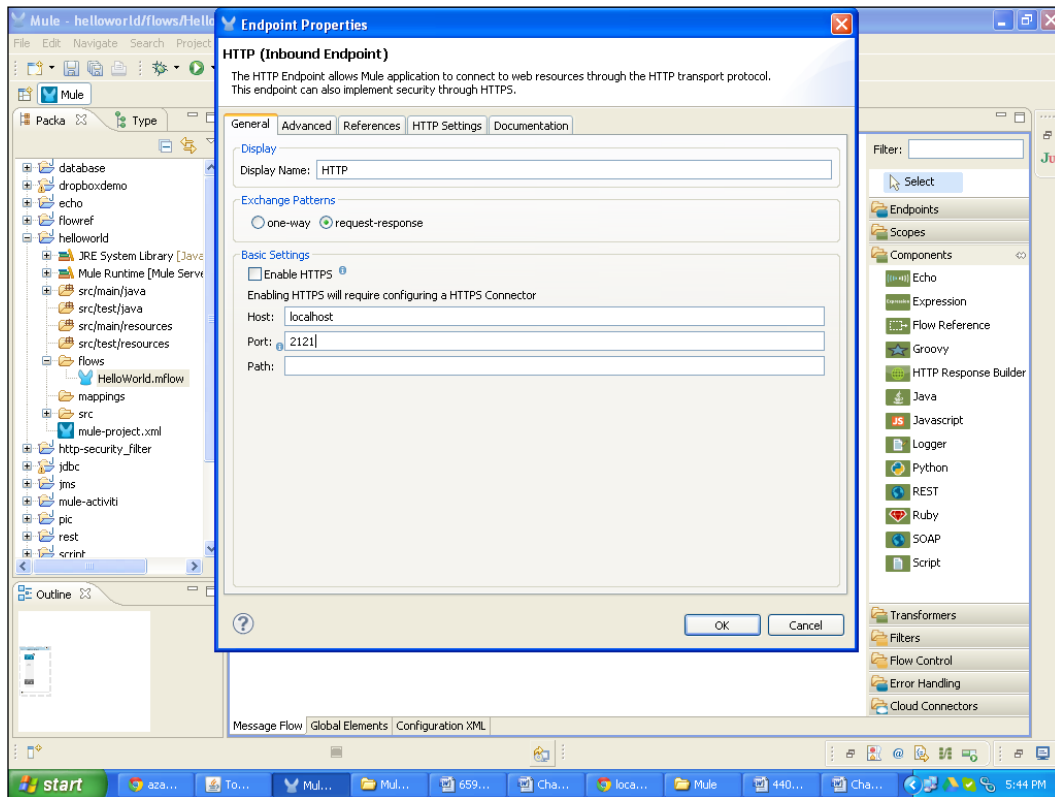 Mule - helloworld/flows/Hello
File Edit Navigate Search Project
Mule
Packa
Type
database
dropboxdemo
echo
flowref
helloworld
JRE System Library [Java
Mule Runtime [Mule Serve
src/main/java
src/test/java
src/main/resources
src/test/resources
flows
HelloWorld.mflow
mappings
src
mule-project.xml
http-security_filter
jdbc
jms
mule-activiti
pic
rest
script
Outline
Endpoint Properties
HTTP (Inbound Endpoint)
The HTTP Endpoint allows Mule application to connect to web resources through the HTTP transport protocol.
This endpoint can also implement security through HTTPS.
General Advanced References HTTP Settings Documentation
Display
Display Name: HTTP
Exchange Patterns
one-way request-response
Basic Settings
Enable HTTPS
Enabling HTTPS will require configuring a HTTPS Connector
Host: localhost
Port: 2121
Path:
OK Cancel
Message Flow Global Elements Configuration XML
Filter:
Select
Endpoints
Scopes
Components
Echo
Expression
Flow Reference
Groovy
HTTP Response Builder
Java
JS Javascript
Logger
Python
REST
Ruby
SOAP
Script
Transformers
Filters
Flow Control
Error Handling
Cloud Connectors
Ju
start aza... To... Mul... Mul... 659... Cha... loca... Mule 440... Cha... 5:44 PM